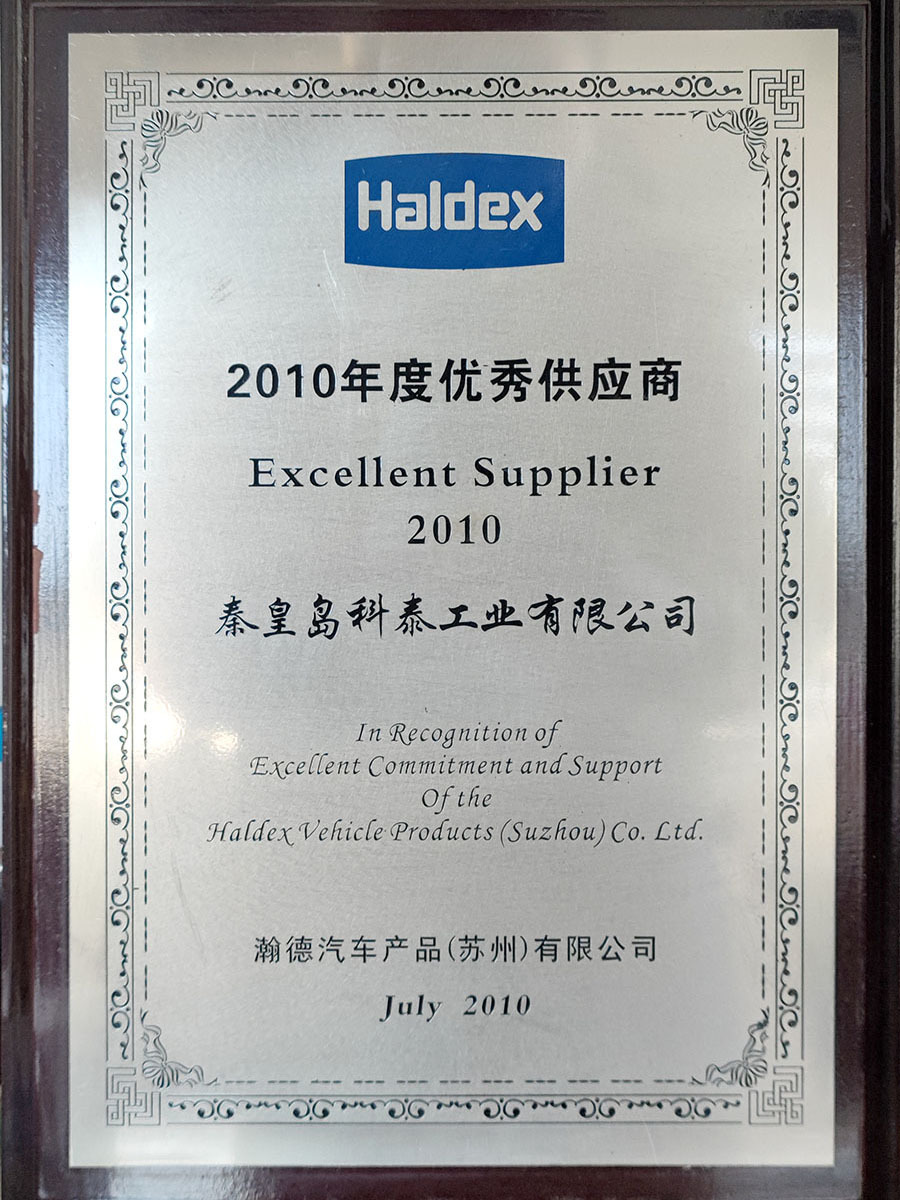 Haldex
2010年度优秀供应商
Excellent Supplier
2010
秦皇岛科泰工业有限公司
In Recognition of
Excellent Commitment and Support
Of the
Haldex Vehicle Products (Suzhou) Co. Ltd.
瀚德汽车产品(苏州)有限公司
July 2010